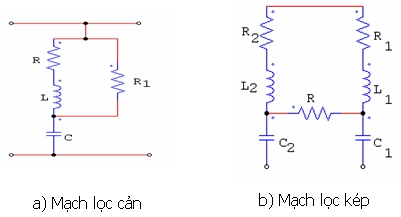 R
R1
L
C
a) Mạch lọc cản
R2
R1
L2
L1
R
C2
C1
b) Mạch lọc kép